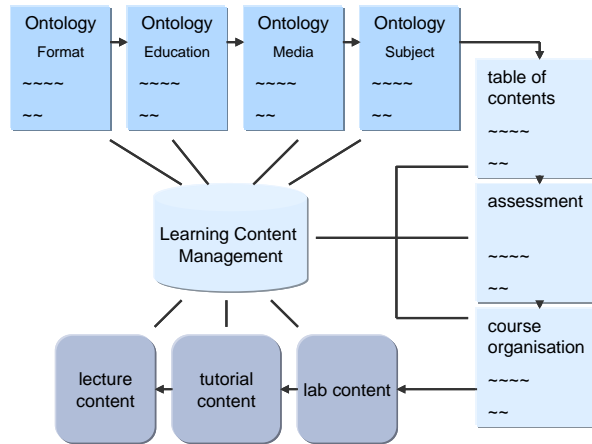 Ontology
Format
~~~~
~~
Ontology
Education
~~~~
~~
Ontology
Media
~~~~
~~
Ontology
Subject
~~~~
~~
table of
contents
~~~~
~~
assessment
~~~~
~~
Learning Content
Management
course
organisation
~~~~
~~
lecture
content
tutorial
content
lab content